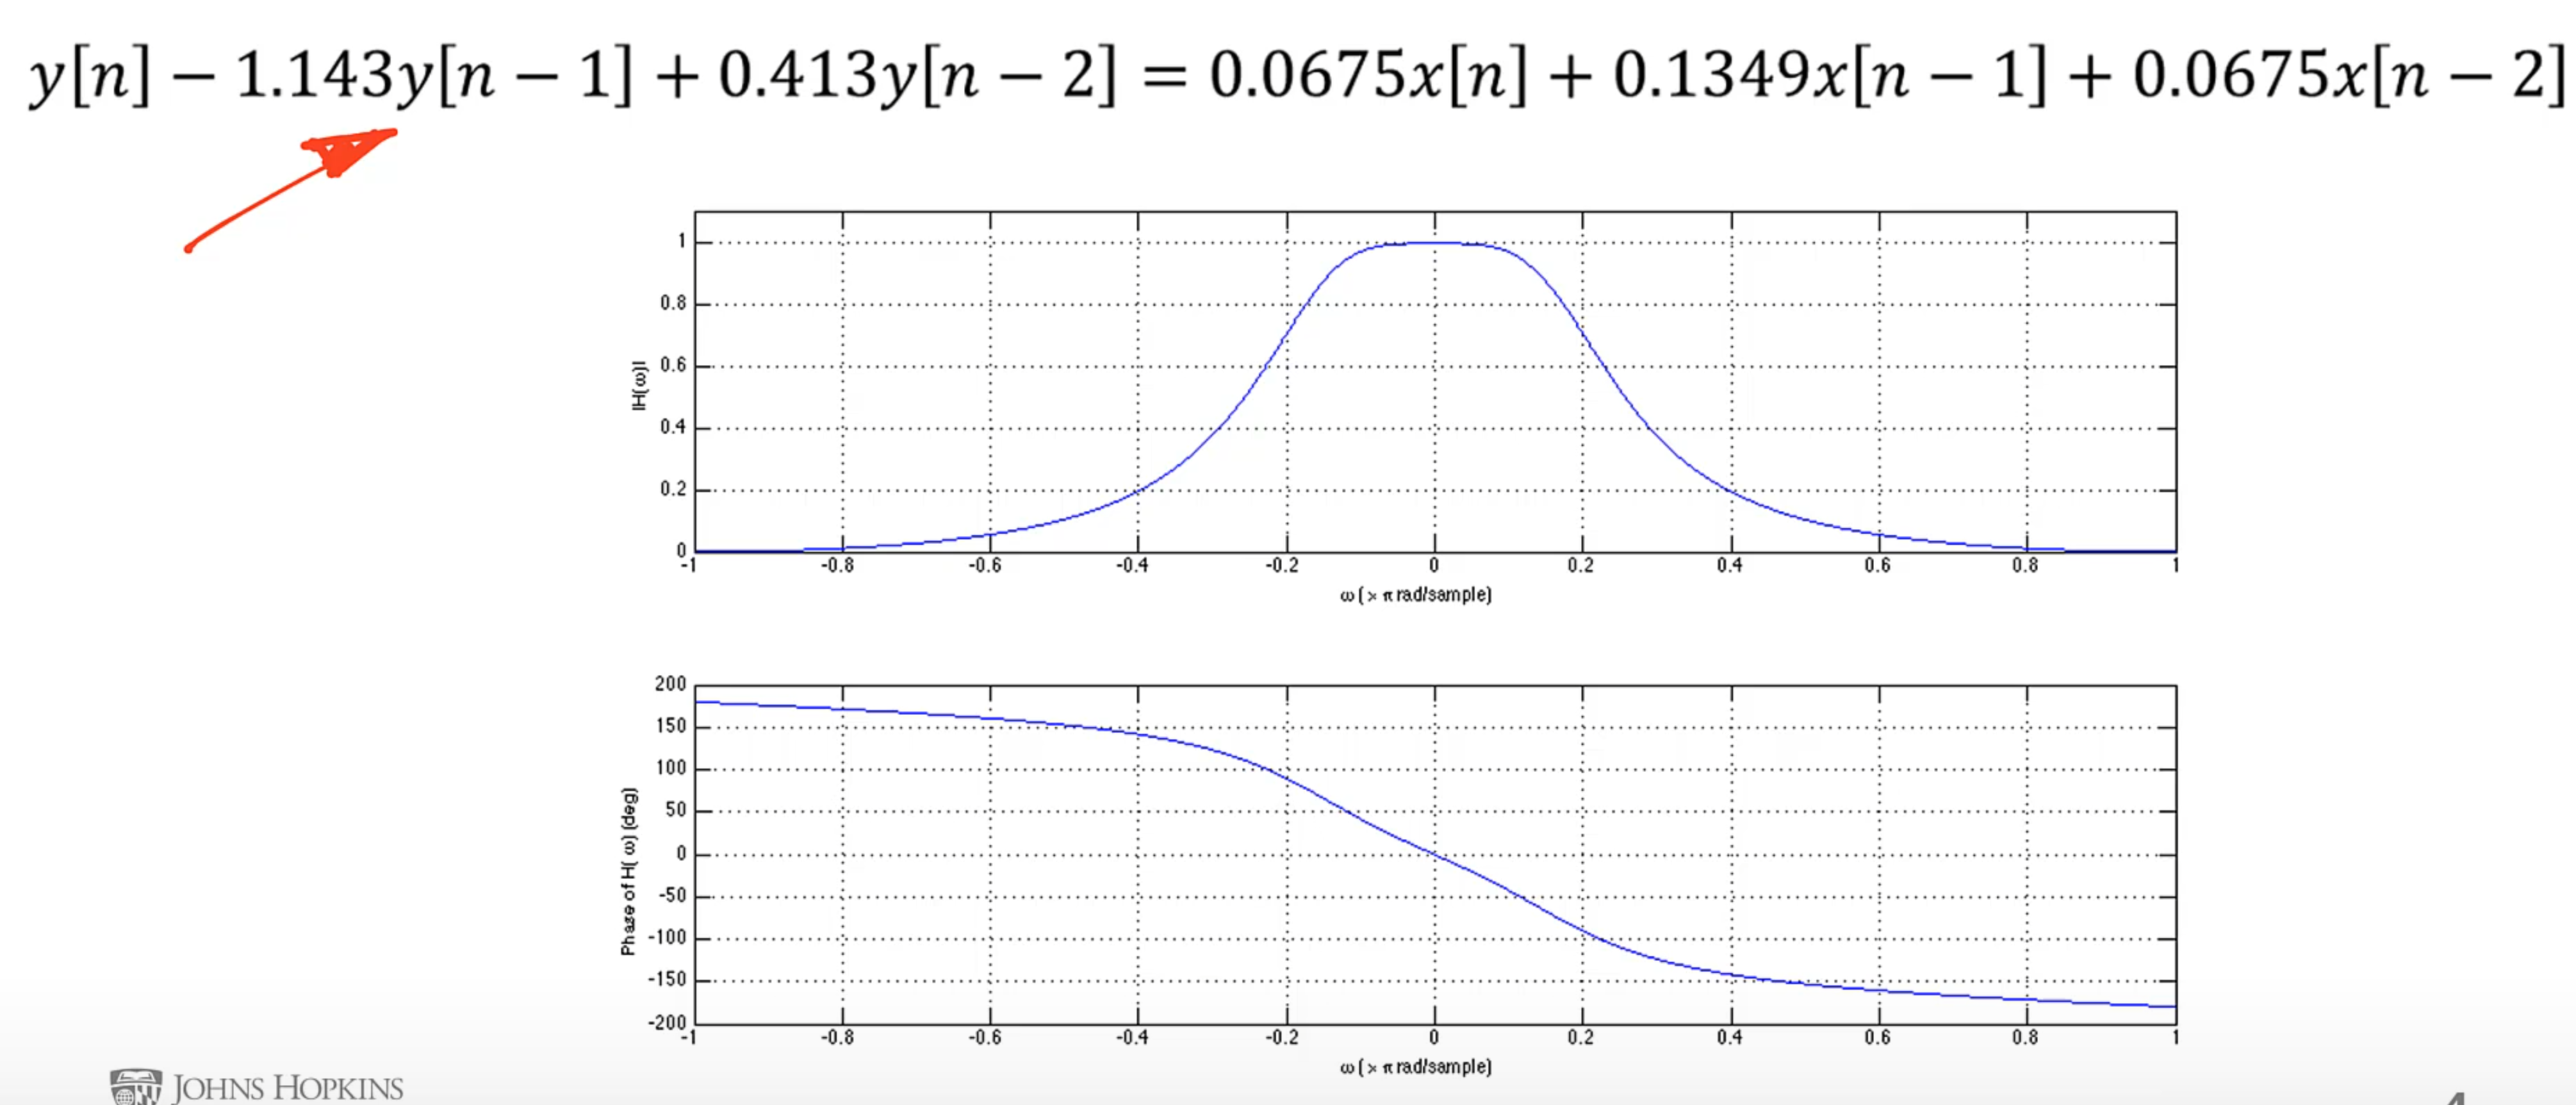 y[n] − 1.143y[n − 1] + 0.413y[n − 2] = 0.0675x[n] + 0.1349x[n − 1] + 0.0675x[n − 2]
|H(ω)|
1
0.8
0.6
0.4
0.2
0
-1 -0.8 -0.6 -0.4 -0.2 0 0.2 0.4 0.6 0.8 1
ω (× π rad/sample)
Phase of H( ω) (deg)
200
150
100
50
0
-50
-100
-150
-200
-1 -0.8 -0.6 -0.4 -0.2 0 0.2 0.4 0.6 0.8 1
ω (× π rad/sample)
JOHNS HOPKINS